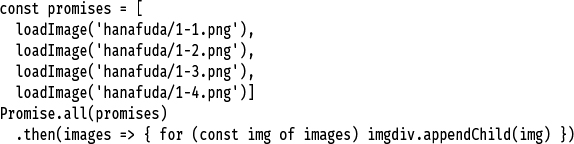 const promises = [
  loadImage('hanafuda/1-1.png'),
  loadImage('hanafuda/1-2.png'),
  loadImage('hanafuda/1-3.png'),
  loadImage('hanafuda/1-4.png')]
Promise.all(promises)
  .then(images => { for (const img of images) imgdiv.appendChild(img) })